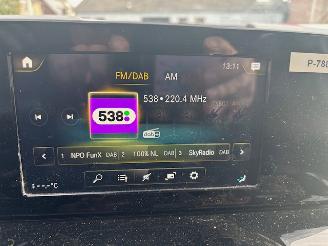 13:11
P-780
FM/DAB AM
538 • 220.4 MHz
538
dab+
1 NPO FunX DAB 2 100% NL DAB 3 SkyRadio DAB
--,-°C